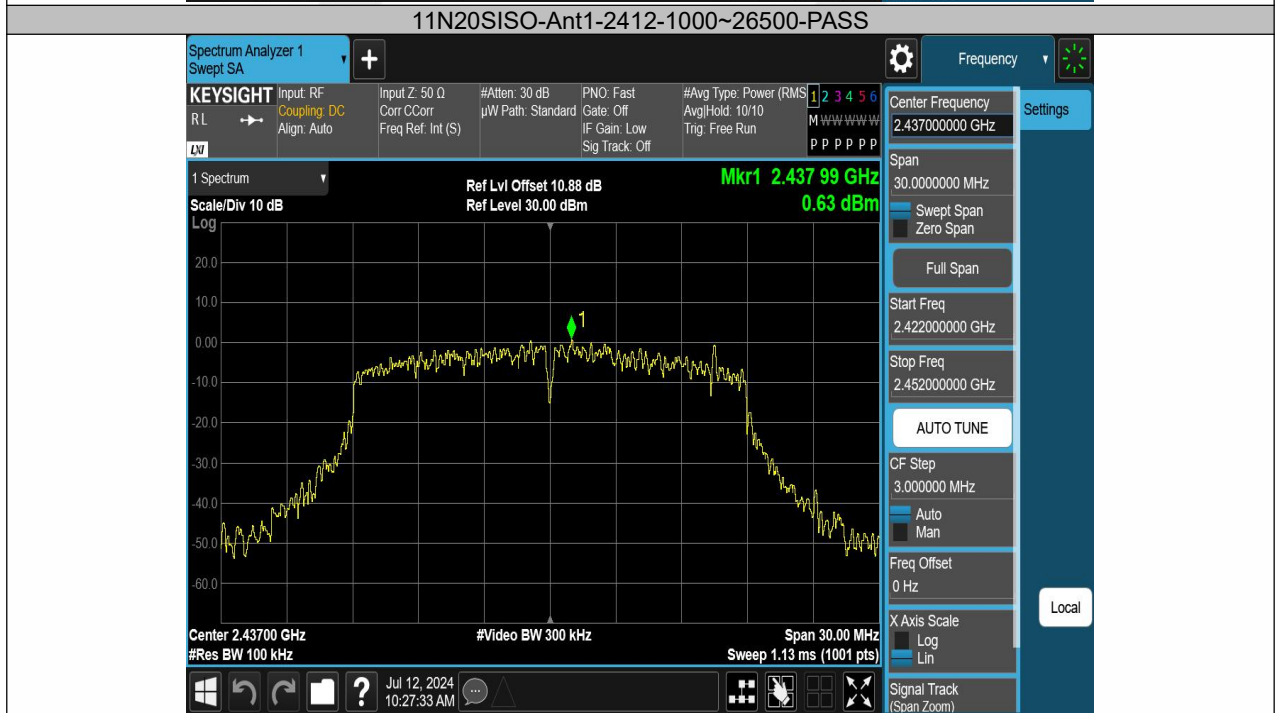 11N20SISO-Ant1-2412-1000~26500-PASS
Spectrum Analyzer 1
Swept SA
+
Frequency
KEYSIGHT
RL
LXI
Input: RF
Coupling: DC
Align: Auto
Input Z: 50 Ω
Corr CCorr
Freq Ref: Int (S)
#Atten: 30 dB
µW Path: Standard
PNO: Fast
Gate: Off
IF Gain: Low
Sig Track: Off
#Avg Type: Power (RMS
Avg|Hold: 10/10
Trig: Free Run
1 2 3 4 5 6
M W W W W W
P P P P P P
1 Spectrum
Scale/Div 10 dB
Log
Ref Lvl Offset 10.88 dB
Ref Level 30.00 dBm
Mkr1 2.437 99 GHz
0.63 dBm
20.0
10.0
0.00
-10.0
-20.0
-30.0
-40.0
-50.0
-60.0
1
Center 2.43700 GHz
#Res BW 100 kHz
#Video BW 300 kHz
Span 30.00 MHz
Sweep 1.13 ms (1001 pts)
Center Frequency
2.437000000 GHz
Settings
Span
30.0000000 MHz
Swept Span
Zero Span
Full Span
Start Freq
2.422000000 GHz
Stop Freq
2.452000000 GHz
AUTO TUNE
CF Step
3.000000 MHz
Auto
Man
Freq Offset
0 Hz
X Axis Scale
Log
Lin
Signal Track
(Span Zoom)
Local
?
Jul 12, 2024
10:27:33 AM